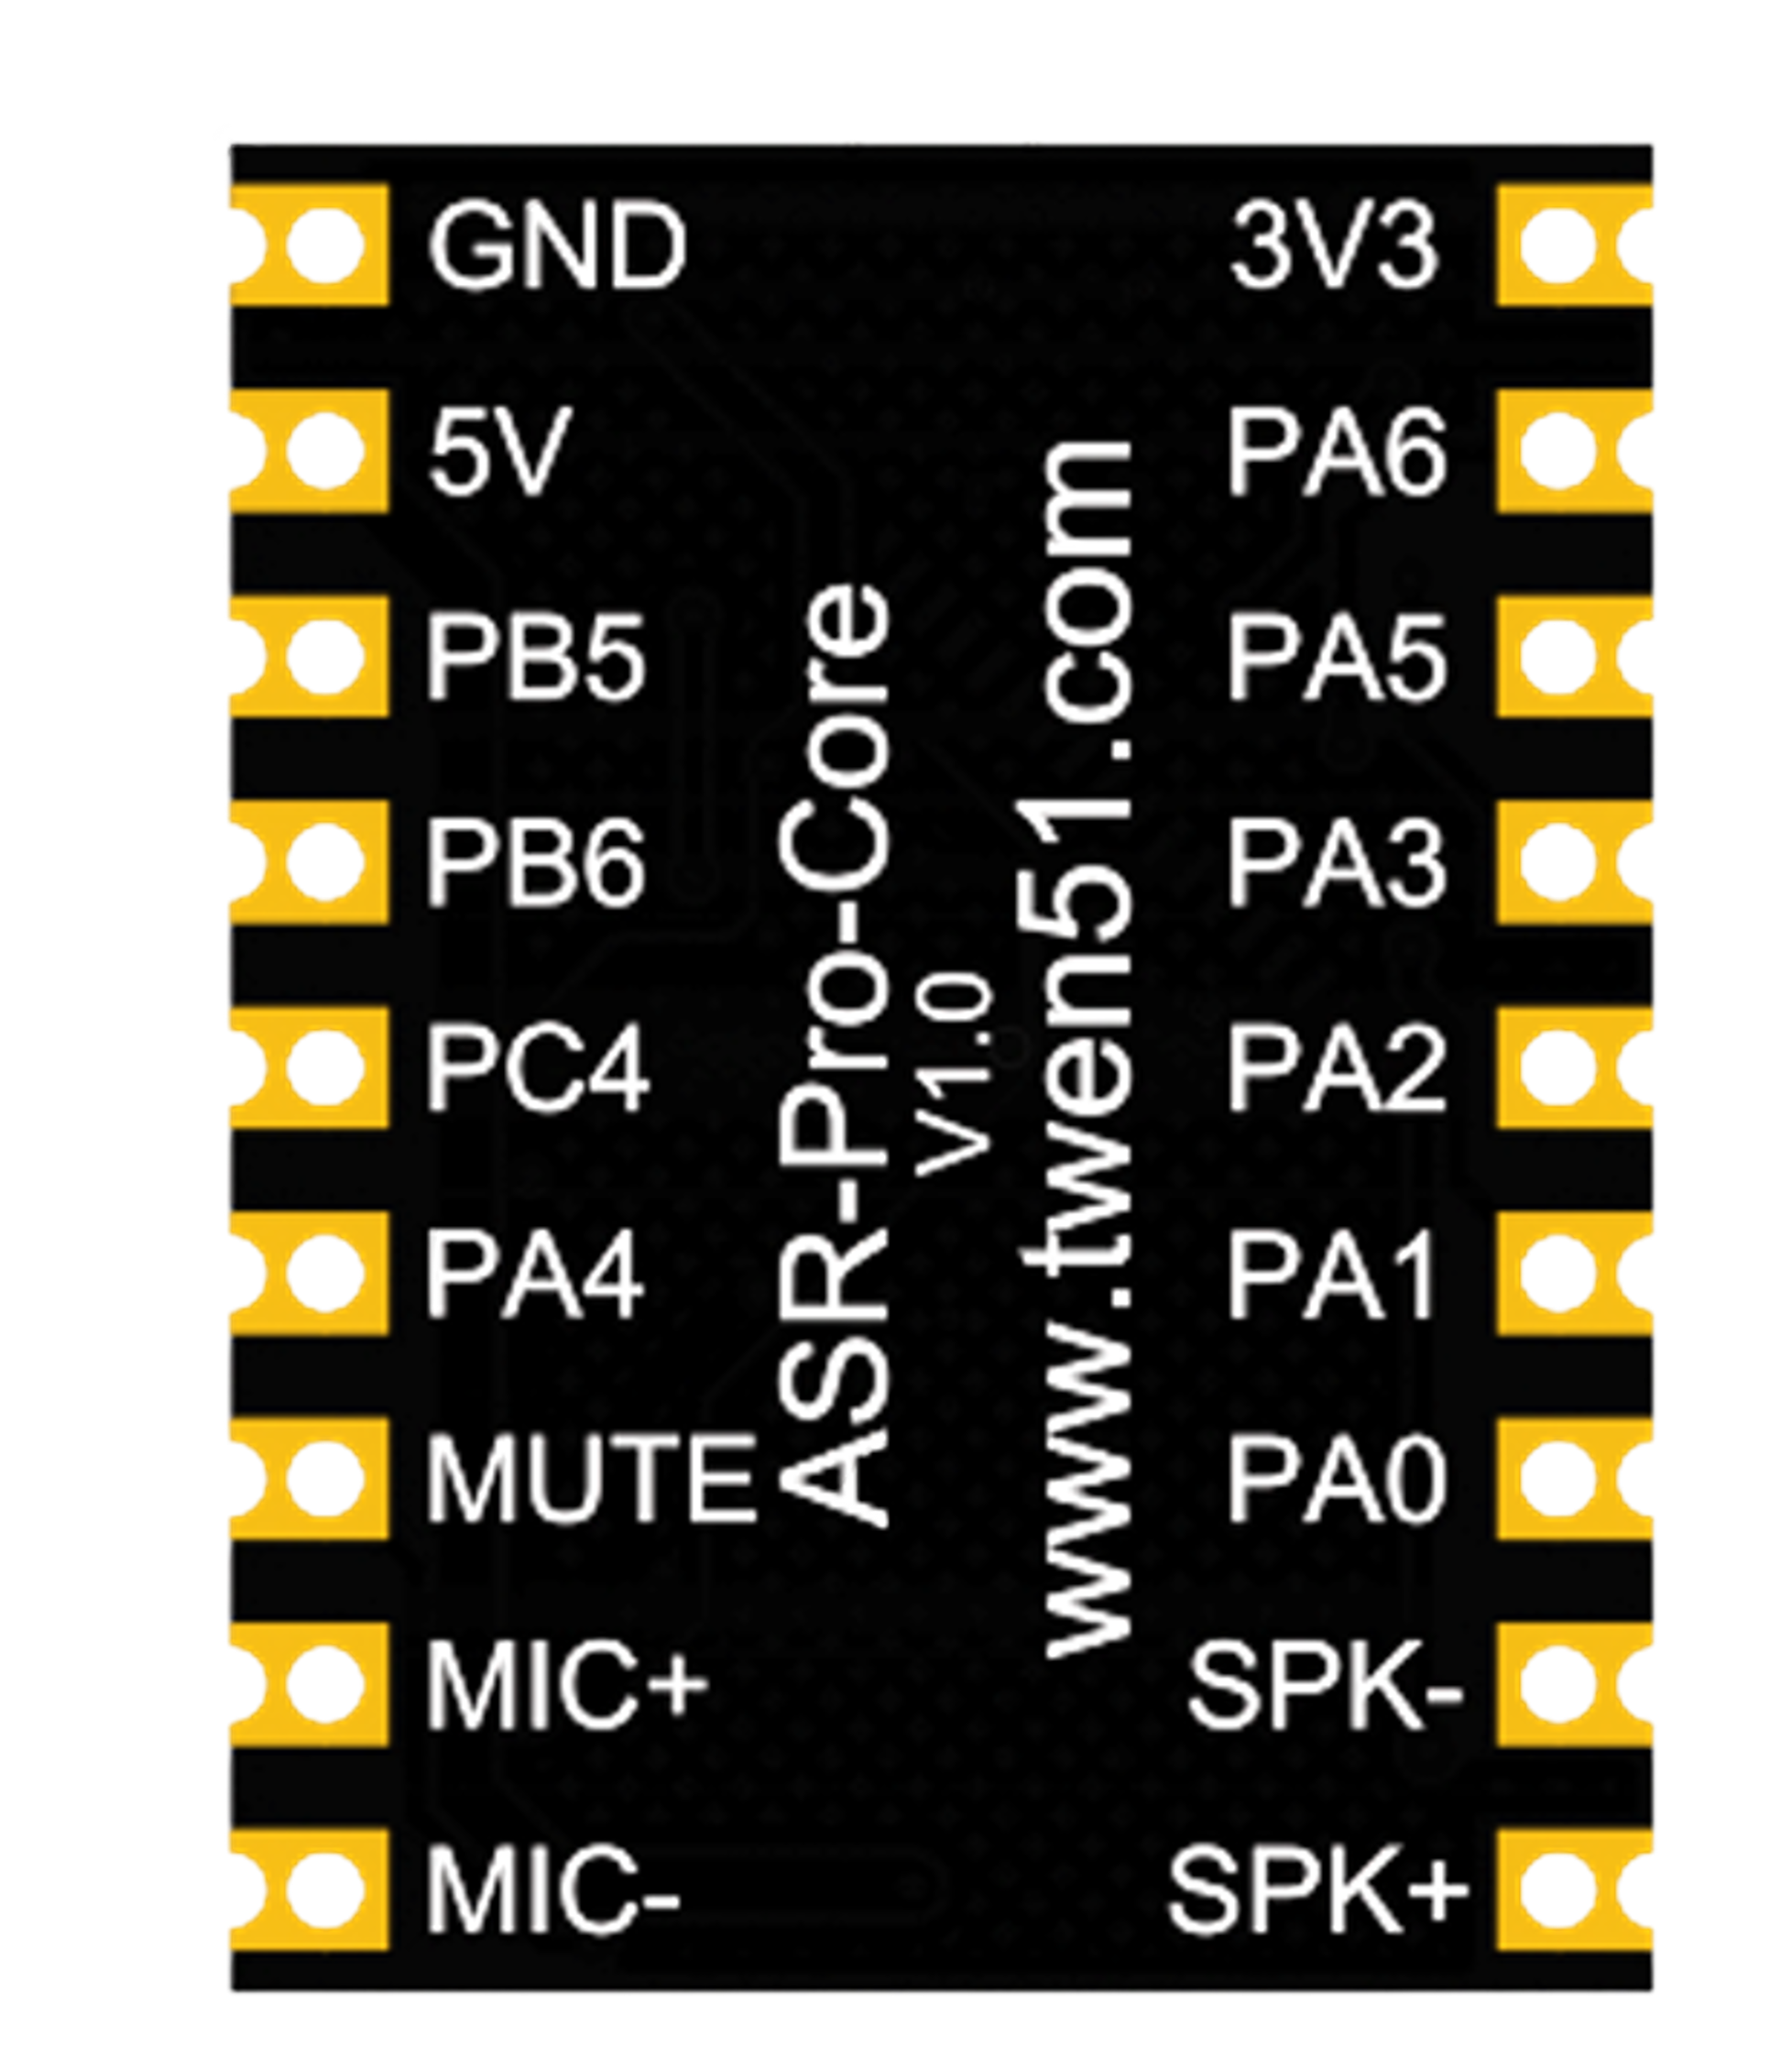 GND
5V
PB5
PB6
PC4
PA4
MUTE
MIC+
MIC-
ASR-Pro-Core
V1.0
www.twen51.com
3V3
PA6
PA5
PA3
PA2
PA1
PA0
SPK-
SPK+